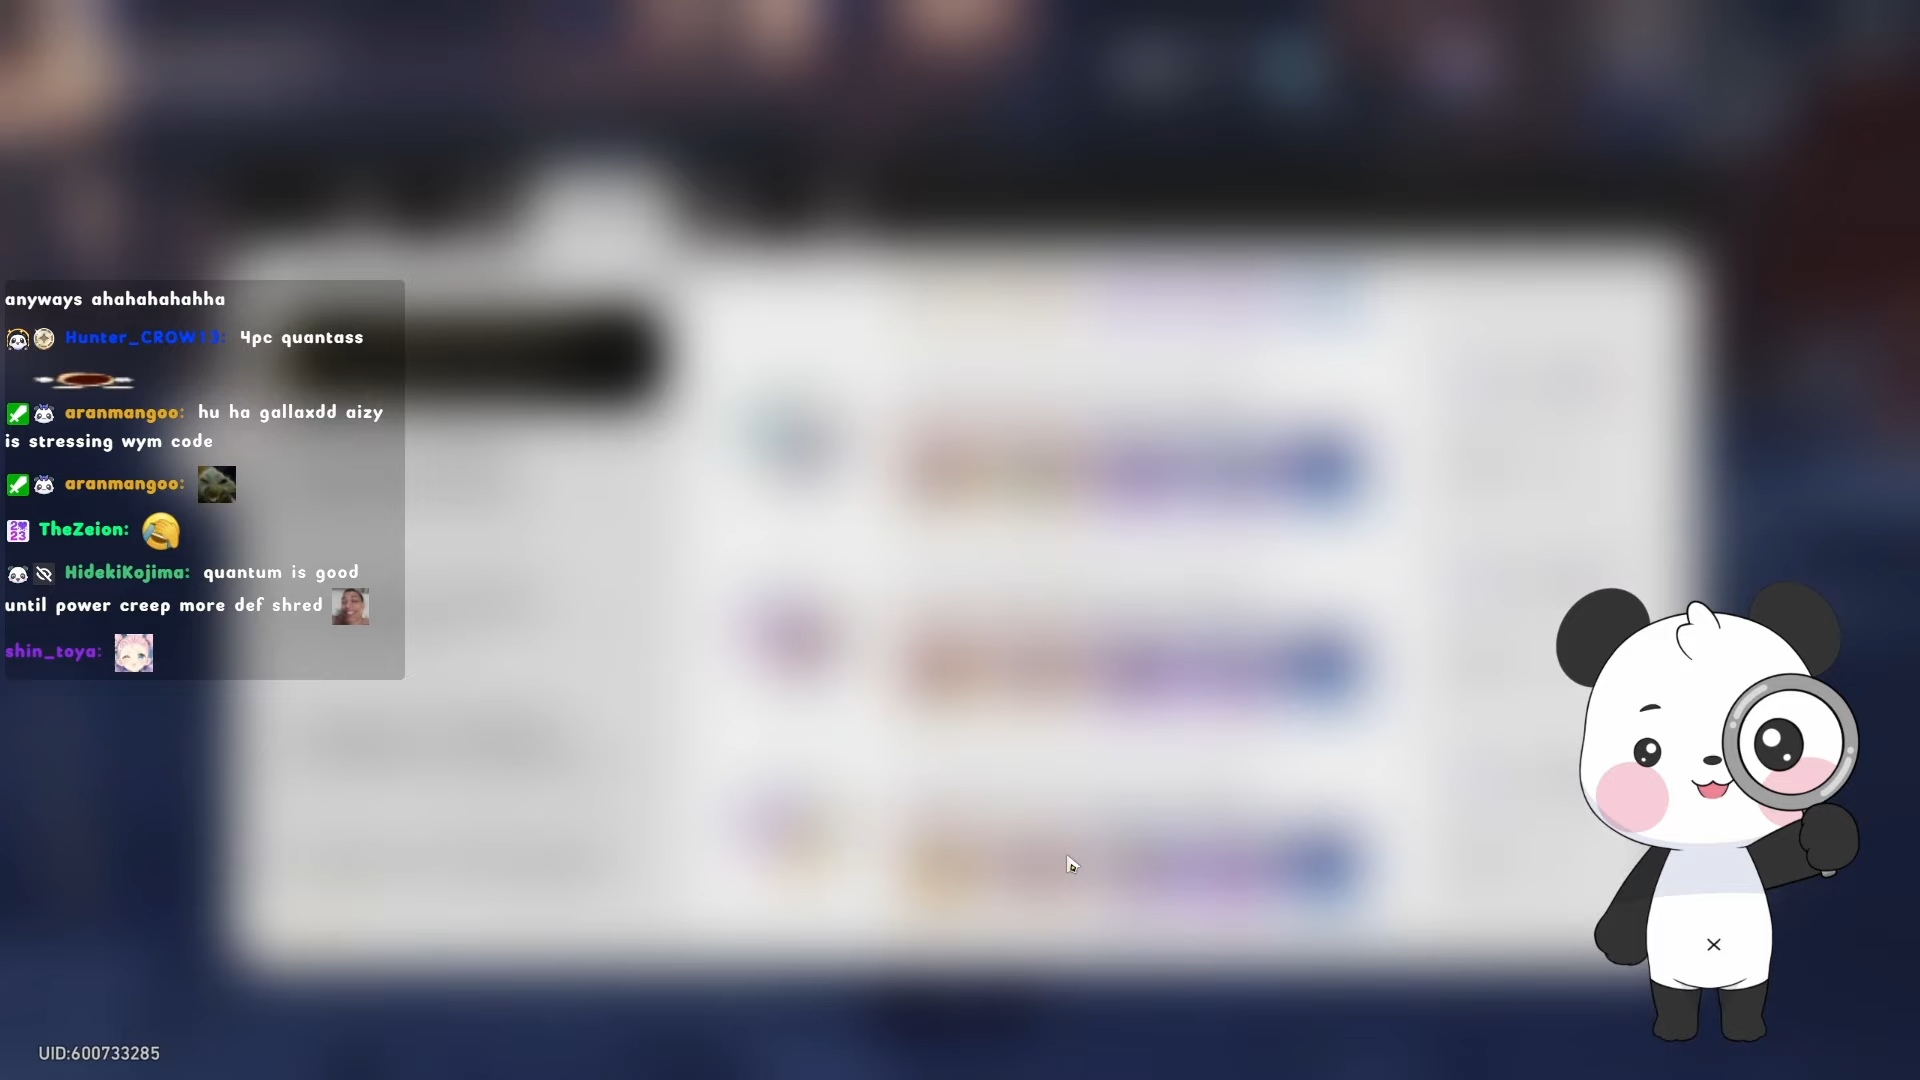 anyways ahahahahahha
Hunter_CROW13: 4pc quantass
aranmangoo: hu ha gallaxdd aizy
is stressing wym code
aranmangoo:
TheZeion:
HidekiKojima: quantum is good
until power creep more def shred
shin_toya:
UID:600733285